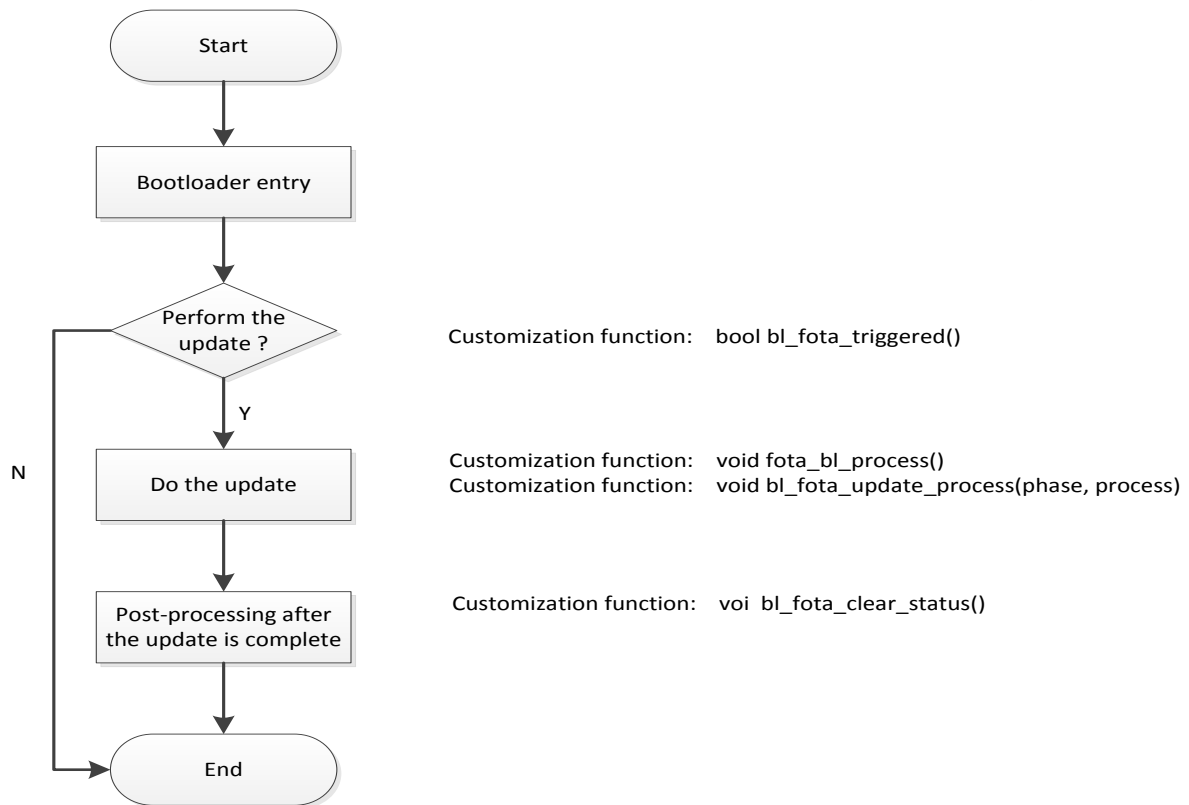 Start
Bootloader entry
Perform the
update ?
Customization function: bool bl_fota_triggered()
Y
N
Do the update
Customization function: void fota_bl_process()
Customization function: void bl_fota_update_process(phase, process)
Post-processing after
the update is complete
Customization function: voi bl_fota_clear_status()
End